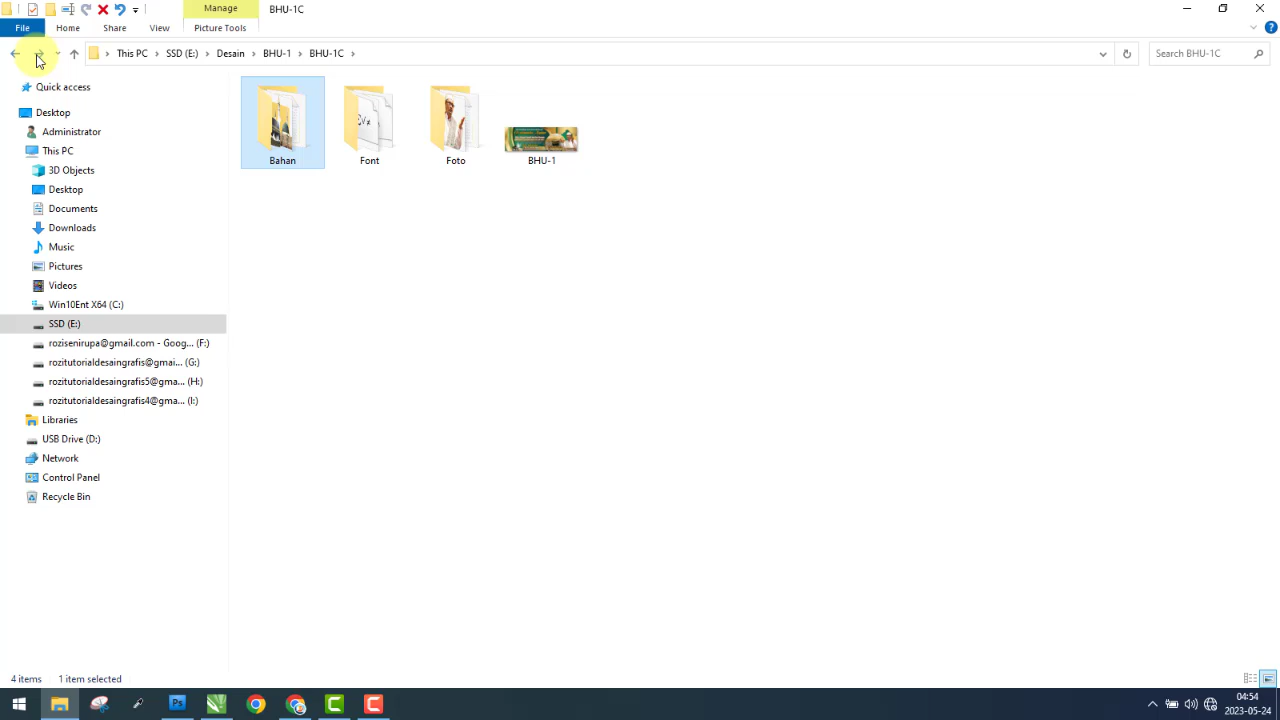 Manage
BHU-1C
File
Home
Share
View
Picture Tools
This PC
SSD (E:)
Desain
BHU-1
BHU-1C
Search BHU-1C
Quick access
Desktop
Administrator
This PC
3D Objects
Desktop
Documents
Downloads
Music
Pictures
Videos
Win10Ent X64 (C:)
SSD (E:)
rozisenirupa@gmail.com - Goog... (F:)
rozitutorialdesaingrafis@gmai... (G:)
rozitutorialdesaingrafis5@gma... (H:)
rozitutorialdesaingrafis4@gma... (I:)
Libraries
USB Drive (D:)
Network
Control Panel
Recycle Bin
Bahan
Font
Foto
BHU-1
4 items
1 item selected
Ps
04:54
2023-05-24